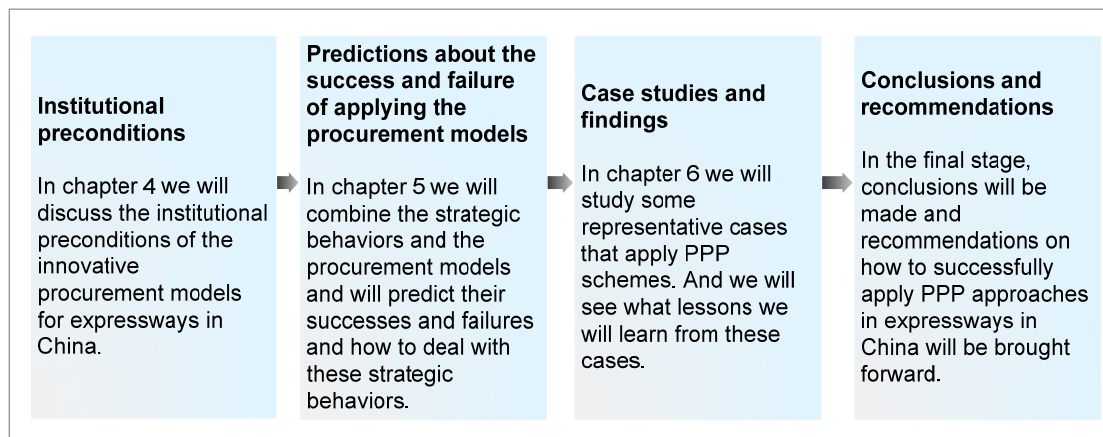 Institutional
preconditions
In chapter 4 we will
discuss the institutional
preconditions of the
innovative
procurement models
for expressways in
China.
Predictions about the
success and failure
of applying the
procurement models
In chapter 5 we will
combine the strategic
behaviors and the
procurement models
and will predict their
successes and failures
and how to deal with
these strategic
behaviors.
Case studies and
findings
In chapter 6 we will
study some
representative cases
that apply PPP
schemes. And we will
see what lessons we
will learn from these
cases.
Conclusions and
recommendations
In the final stage,
conclusions will be
made and
recommendations on
how to successfully
apply PPP approaches
in expressways in
China will be brought
forward.